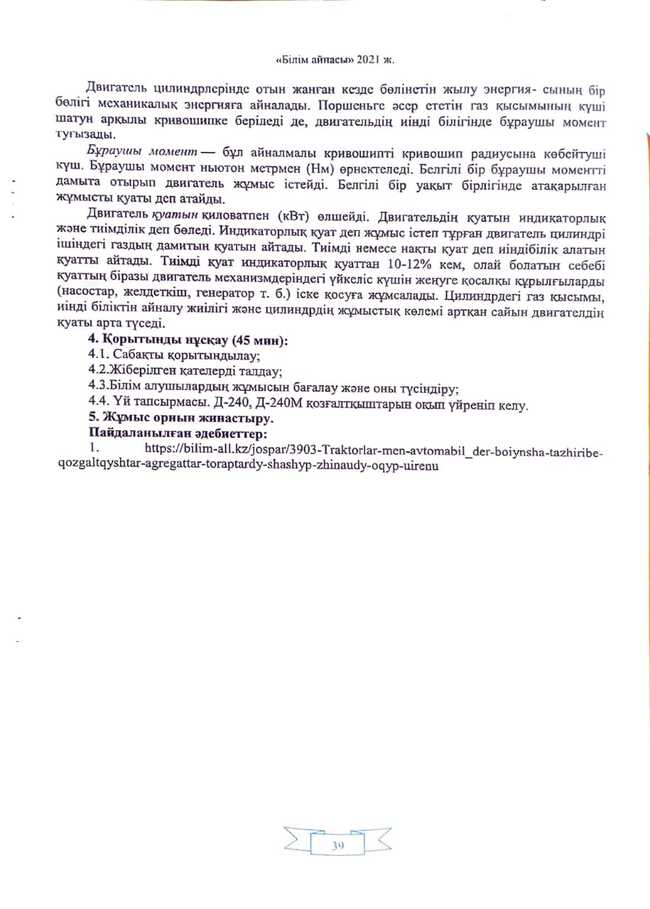 «Білім айнасы» 2021 ж.
Двигатель цилиндрлерінде отын жанған кезде бөлінетін жылу энергия- сының бір
бөлігі механикалық энергияға айналады. Поршеньге әсер ететін газ қысымының күші
шатун арқылы кривошипке беріледі де, двигательдің иінді білігінде бұраушы момент
туғызады.
Бұраушы момент — бұл айналмалы кривошипті кривошип радиусына көбейтуші
күш. Бұраушы момент ньютон метрмен (Нм) өрнектеледі. Белгілі бір бұраушы моментті
дамыта отырып двигатель жұмыс істейді. Белгілі бір уақыт бірлігінде атақарылған
жұмысты қуаты деп атайды.
Двигатель қуатын қиловатпен (кВт) өлшейді. Двигательдің қуатын индиқаторлық
және тиімділік деп бөледі. Индикаторлық қуат деп жұмыс істеп тұрған двигатель цилиндрі
ішіндегі газдың дамитын қуатын айтады. Тиімді немесе нақты қуат деп иіндібілік алатын
қуатты айтады. Тиімді қуат индикаторлық қуаттан 10-12% кем, олай болатын себебі
қуаттың біразы двигатель механизмдеріндегі үйкеліс күшін жеңуге қосалқы құрылғыларды
(насостар, желдеткіш, генератор т. б.) іске қосуға жұмсалады. Цилиндрдегі газ қысымы,
иінді біліктін айналу жиілігі және цилиндрдің жұмыстық көлемі артқан сайын двигателдің
қуаты арта түседі.
4. Қорытынды нұсқау (45 мин):
4.1. Сабақты қорытындылау;
4.2.Жіберілген қателерді талдау;
4.3.Білім алушылардың жұмысын бағалау және оны түсіндіру;
4.4. Үй тапсырмасы. Д-240, Д-240М қозғалтқыштарын оқып үйреніп келу.
5. Жұмыс орнын жинастыру.
Пайдаланылған әдебиеттер:
1. https://bilim-all.kz/jospar/3903-Traktorlar-men-avtomabil_der-boiynsha-tazhiribe-
qozgaltqyshtar-agregattar-toraptardy-shashyp-zhinaudy-oqyp-uirenu
39